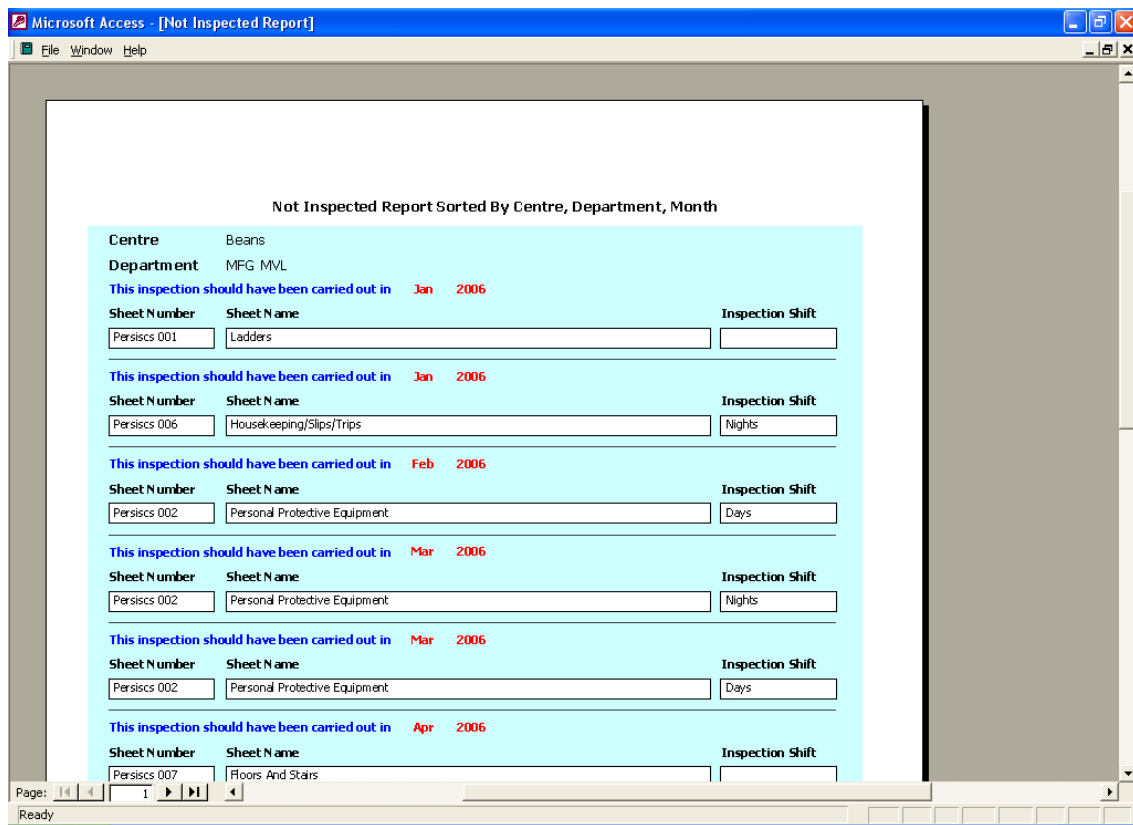 Microsoft Access - [Not Inspected Report]
File Window Help
Not Inspected Report Sorted By Centre, Department, Month
Centre Beans
Department MFG MVL
This inspection should have been carried out in Jan 2006
Sheet Number Sheet Name Inspection Shift
Persiscs 001 Ladders
This inspection should have been carried out in Jan 2006
Sheet Number Sheet Name Inspection Shift
Persiscs 006 Housekeeping/Slips/Trips Nights
This inspection should have been carried out in Feb 2006
Sheet Number Sheet Name Inspection Shift
Persiscs 002 Personal Protective Equipment Days
This inspection should have been carried out in Mar 2006
Sheet Number Sheet Name Inspection Shift
Persiscs 002 Personal Protective Equipment Nights
This inspection should have been carried out in Mar 2006
Sheet Number Sheet Name Inspection Shift
Persiscs 002 Personal Protective Equipment Days
This inspection should have been carried out in Apr 2006
Sheet Number Sheet Name Inspection Shift
Persiscs 007 Floors And Stairs
Page: 1
Ready